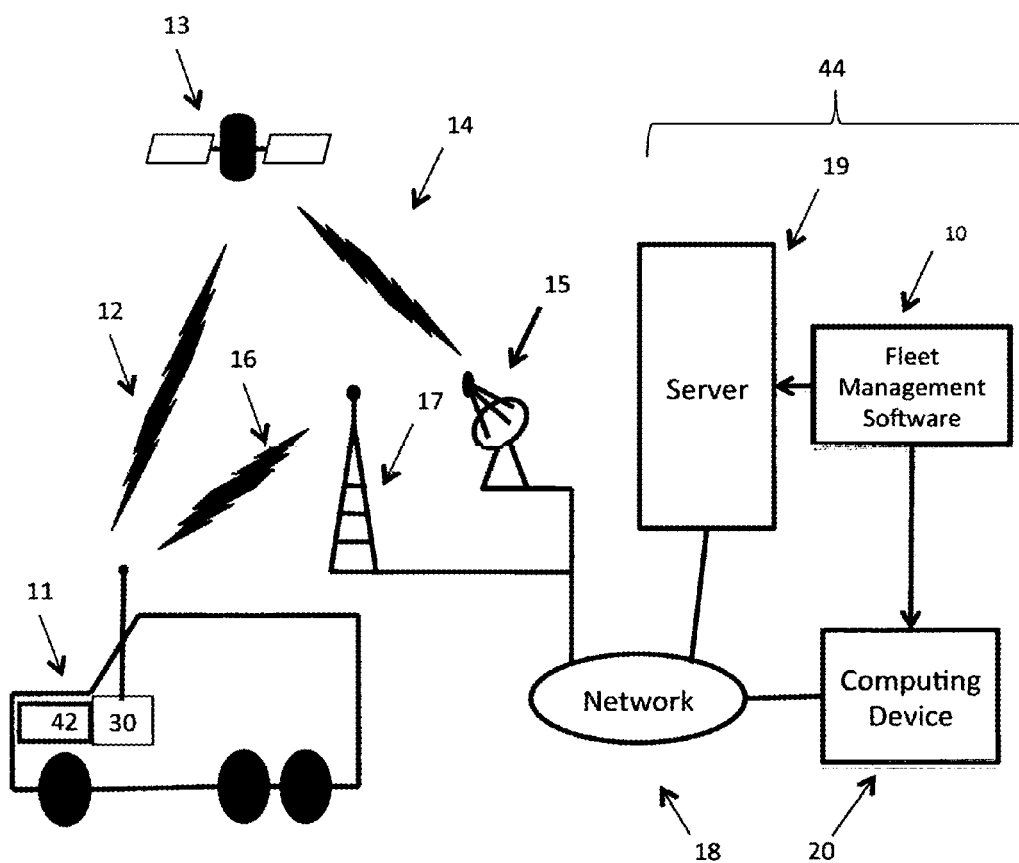 13
44
14
19
10
12
16
15
17
Server
Fleet
Management
Software
11
42
30
Network
Computing
Device
18
20